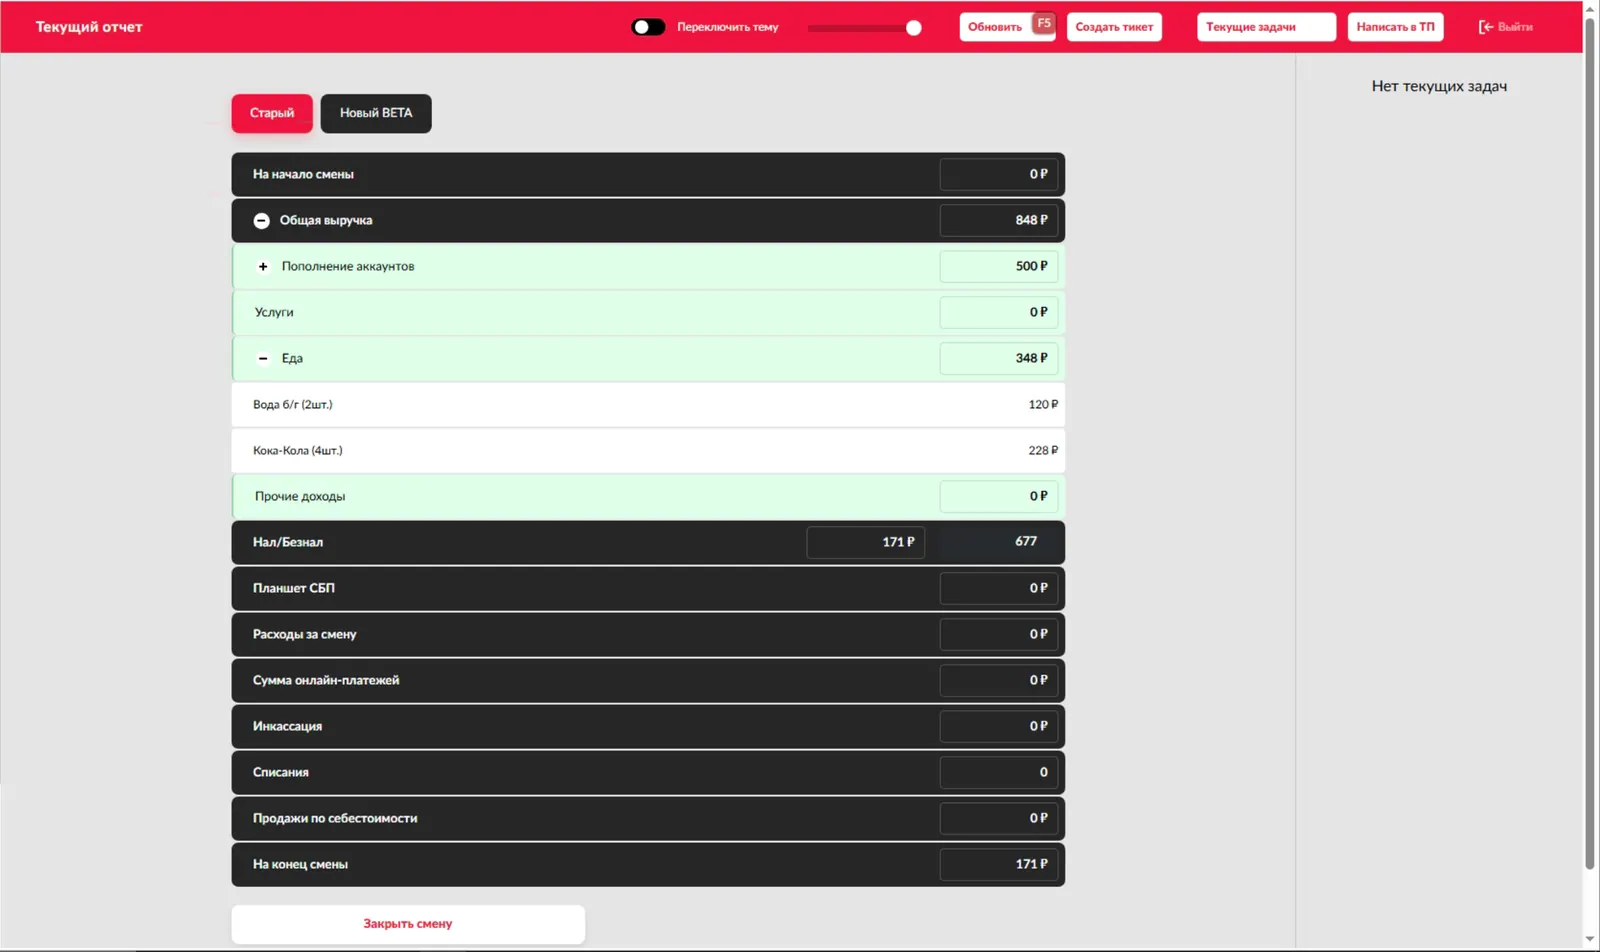 Текущий отчет
Переключить тему
Обновить F5
Создать тикет
Текущие задачи
Написать в ТП
Выйти
Нет текущих задач
Старый
Новый BETA
На начало смены 0 ₽
Общая выручка 848 ₽
+ Пополнение аккаунтов 500 ₽
Услуги 0 ₽
− Еда 348 ₽
Вода б/г (2шт.) 120 ₽
Кока-Кола (4шт.) 228 ₽
Прочие доходы 0 ₽
Нал/Безнал 171 ₽ 677
Планшет СБП 0 ₽
Расходы за смену 0 ₽
Сумма онлайн-платежей 0 ₽
Инкассация 0 ₽
Списания 0
Продажи по себестоимости 0 ₽
На конец смены 171 ₽
Закрыть смену